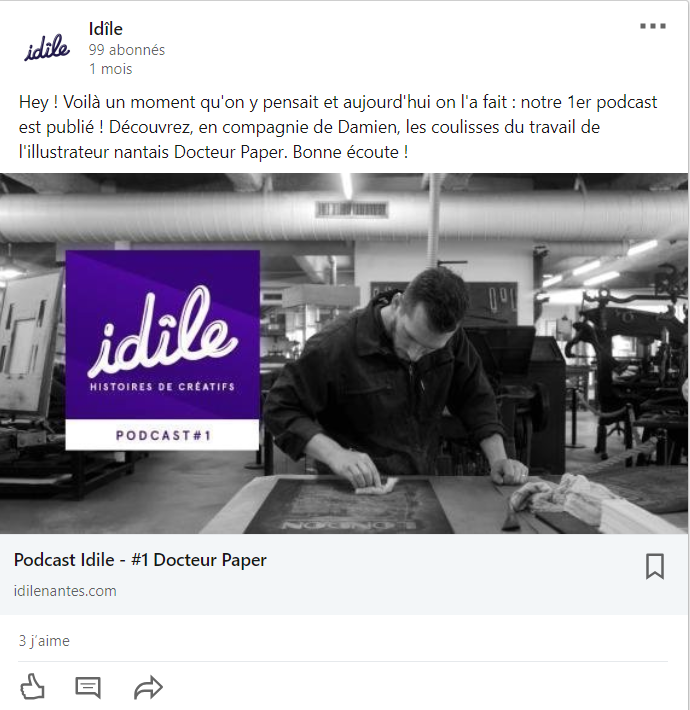 idîle
Idîle
99 abonnés
1 mois
Hey ! Voilà un moment qu'on y pensait et aujourd'hui on l'a fait : notre 1er podcast
est publié ! Découvrez, en compagnie de Damien, les coulisses du travail de
l'illustrateur nantais Docteur Paper. Bonne écoute !
idîle
HISTOIRES DE CRÉATIFS
PODCAST#1
LONDON
Podcast Idile - #1 Docteur Paper
idilenantes.com
3 j'aime